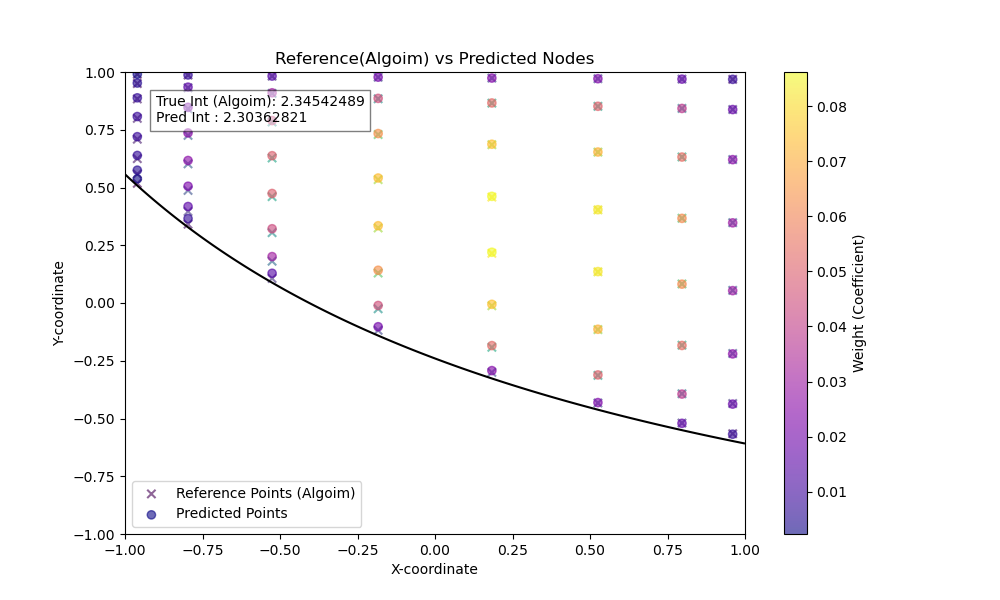 Reference(Algoim) vs Predicted Nodes
True Int (Algoim): 2.34542489
Pred Int : 2.30362821
1.00
0.75
0.50
0.25
0.00
−0.25
−0.50
−0.75
−1.00
Y-coordinate
Reference Points (Algoim)
Predicted Points
−1.00 −0.75 −0.50 −0.25 0.00 0.25 0.50 0.75 1.00
X-coordinate
0.08
0.07
0.06
0.05
0.04
0.03
0.02
0.01
Weight (Coefficient)